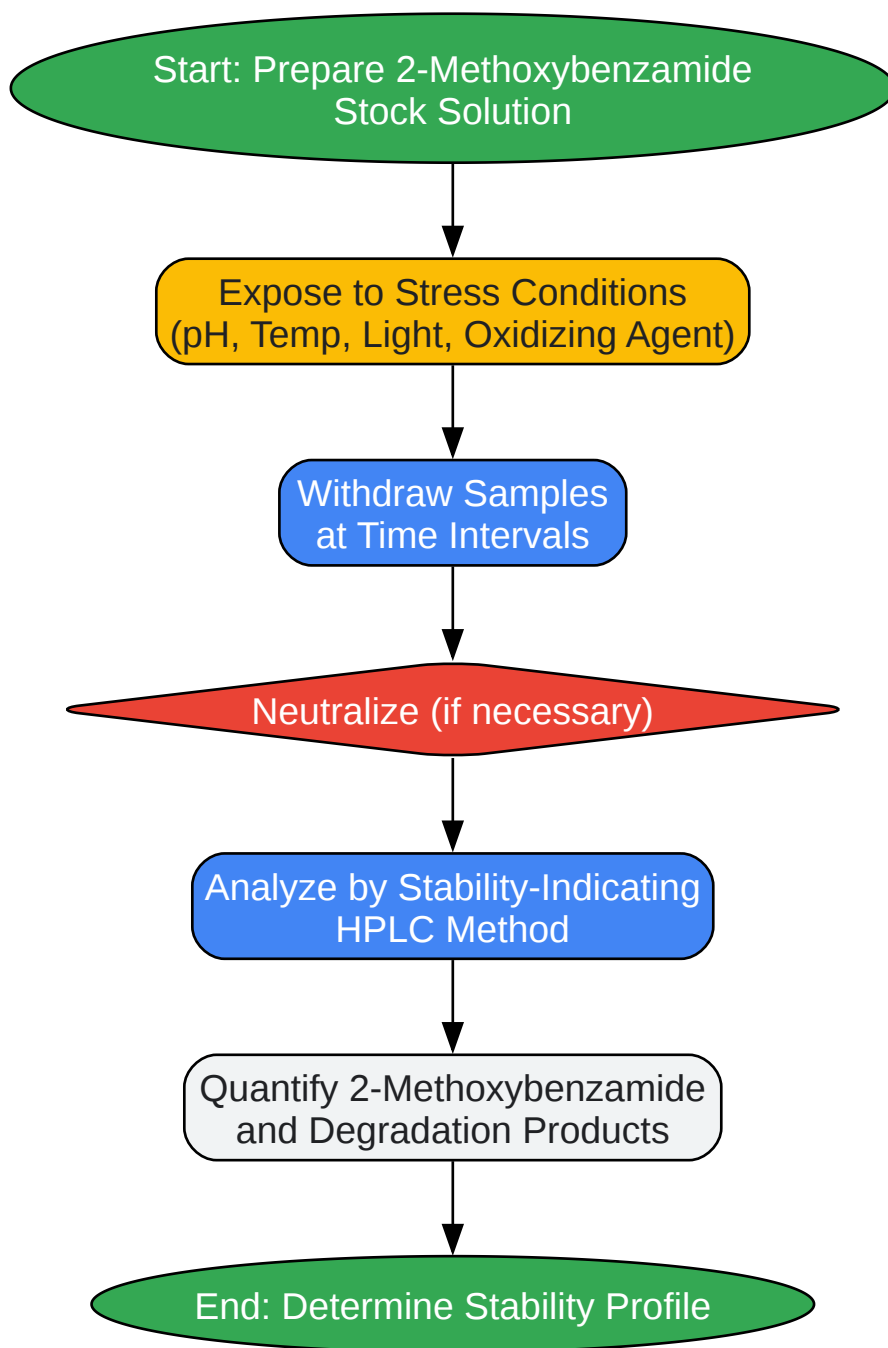 Start: Prepare 2-Methoxybenzamide
Stock Solution
Expose to Stress Conditions
(pH, Temp, Light, Oxidizing Agent)
Withdraw Samples
at Time Intervals
Neutralize (if necessary)
Analyze by Stability-Indicating
HPLC Method
Quantify 2-Methoxybenzamide
and Degradation Products
End: Determine Stability Profile